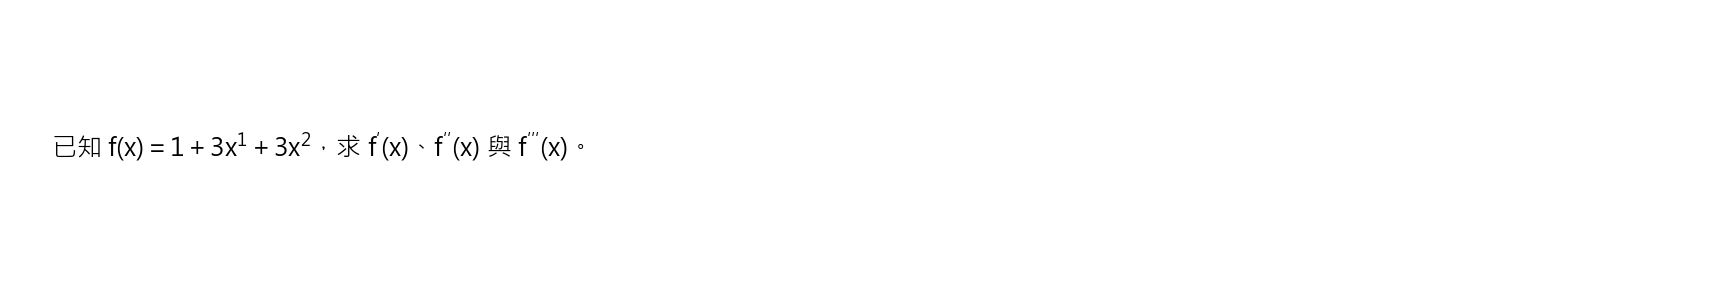 已知 f(x) = 1 + 3x¹ + 3x²，求 f′(x)、f′′(x) 與 f′′′(x)。